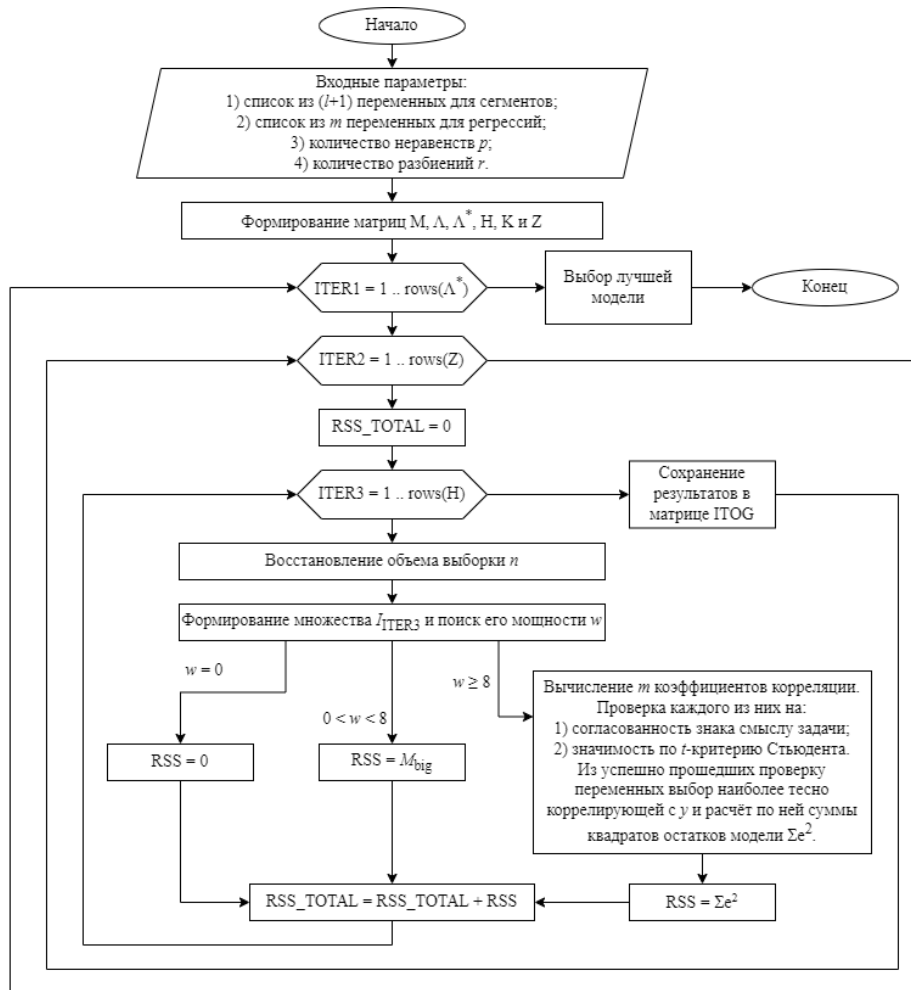 Начало
Входные параметры:
1) список из (l+1) переменных для сегментов;
2) список из m переменных для регрессий;
3) количество неравенств p;
4) количество разбиений r.
Формирование матриц M, Λ, Λ*, H, K и Z
ITER1 = 1 .. rows(Λ*)
Выбор лучшей
модели
Конец
ITER2 = 1 .. rows(Z)
RSS_TOTAL = 0
ITER3 = 1 .. rows(H)
Сохранение
результатов в
матрице ITOG
Восстановление объема выборки n
Формирование множества I_ITER3 и поиск его мощности w
w = 0
0 < w < 8
w ≥ 8
RSS = 0
RSS = M_big
Вычисление m коэффициентов корреляции.
Проверка каждого из них на:
1) согласованность знака смыслу задачи;
2) значимость по t-критерию Стьюдента.
Из успешно прошедших проверку
переменных выбор наиболее тесно
коррелирующей с y и расчёт по ней суммы
квадратов остатков модели Σe².
RSS_TOTAL = RSS_TOTAL + RSS
RSS = Σe²